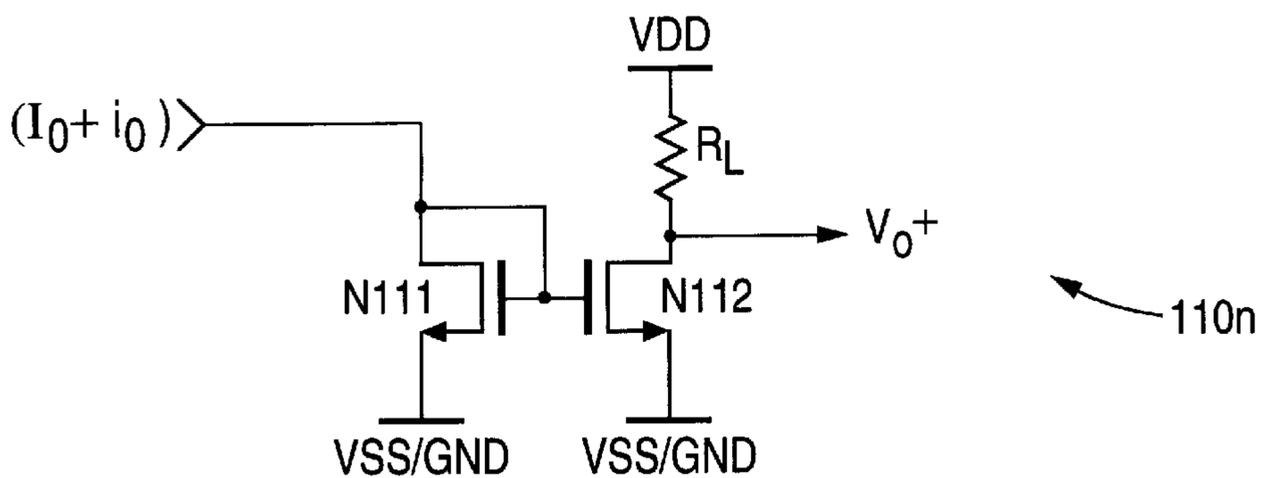 VDD
(I0+ i0 )
RL
Vo+
N111
N112
110n
VSS/GND
VSS/GND